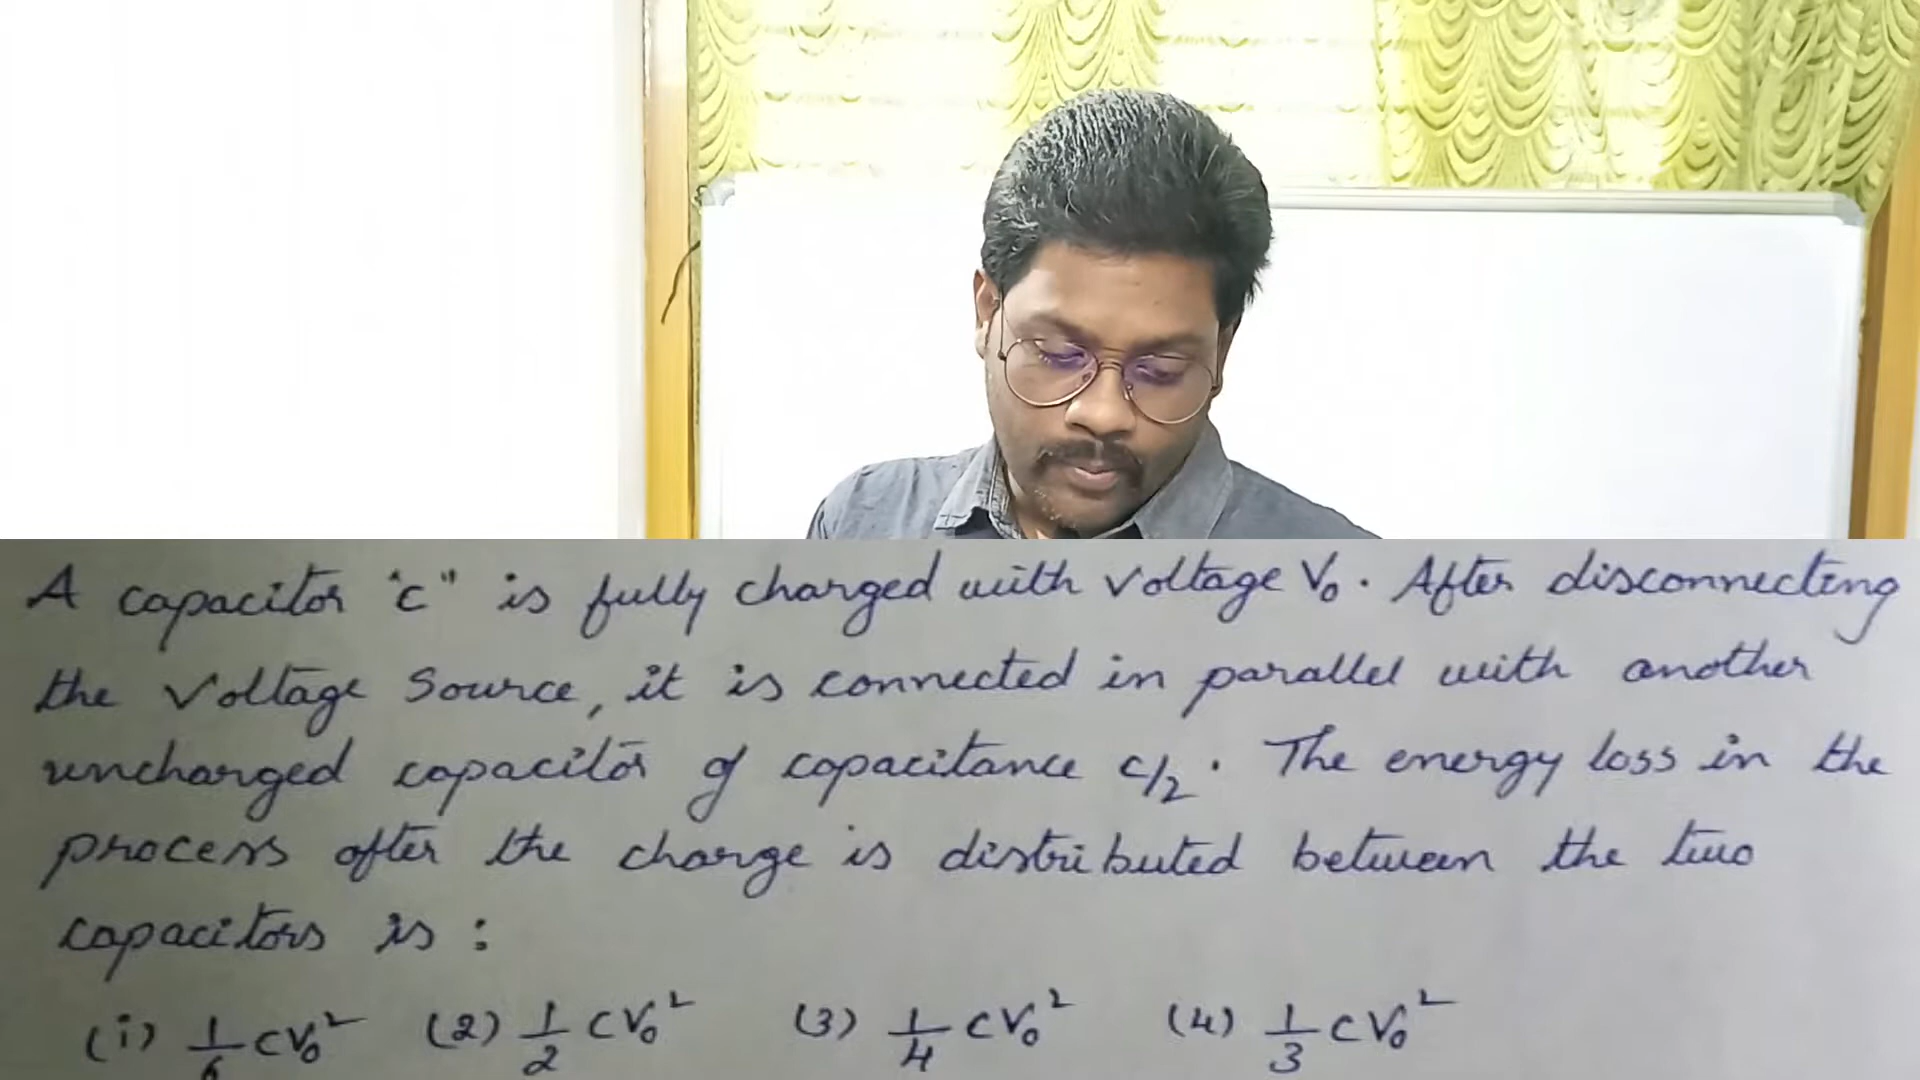 A capacitor "c" is fully charged with voltage V₀. After disconnecting
the voltage source, it is connected in parallel with another
uncharged capacitor of capacitance c/2. The energy loss in the
process after the charge is distributed between the two
capacitors is :
(i) 1/6 CV₀² (2) 1/2 CV₀² (3) 1/4 CV₀² (4) 1/3 CV₀²